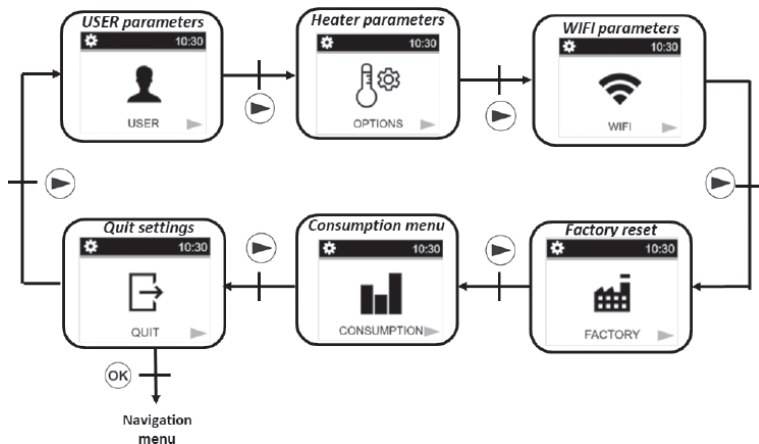 USER parameters
10:30
USER
Heater parameters
10:30
OPTIONS
WIFI parameters
10:30
WIFI
Factory reset
10:30
FACTORY
Consumption menu
10:30
CONSUMPTION
Quit settings
10:30
QUIT
OK
Navigation
menu